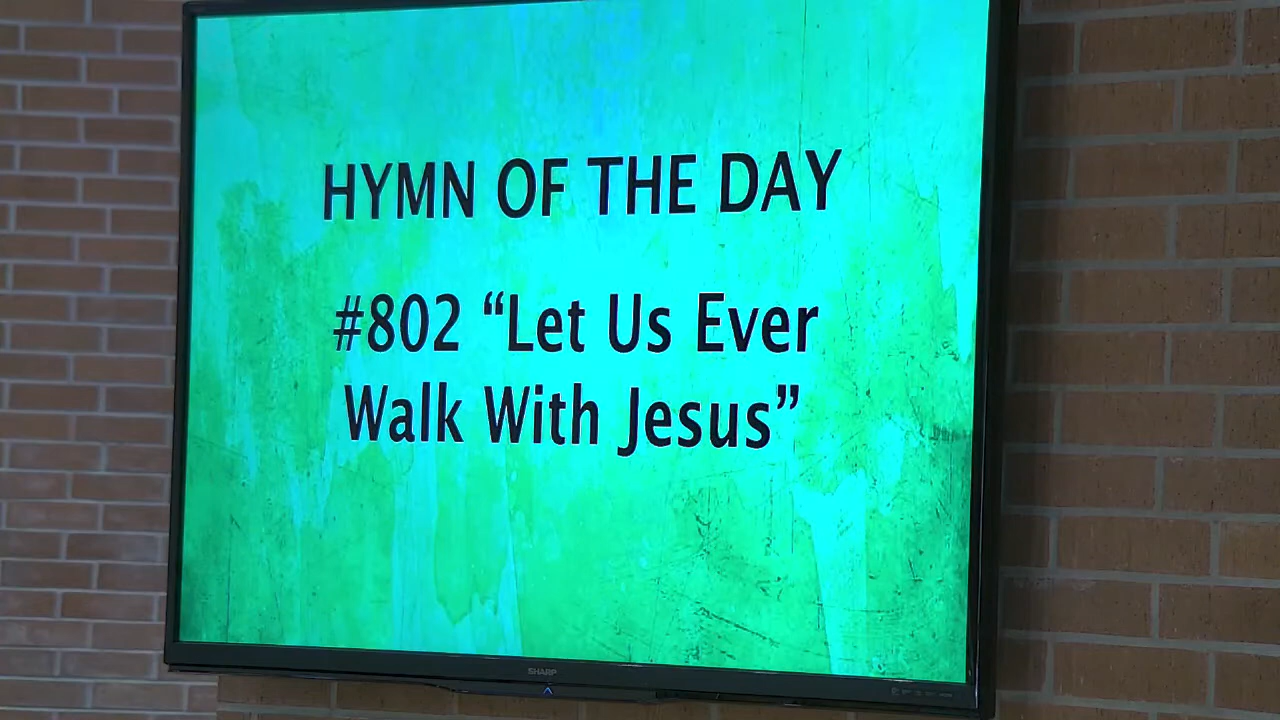 HYMN OF THE DAY
#802 “Let Us Ever
Walk With Jesus”
SHARP